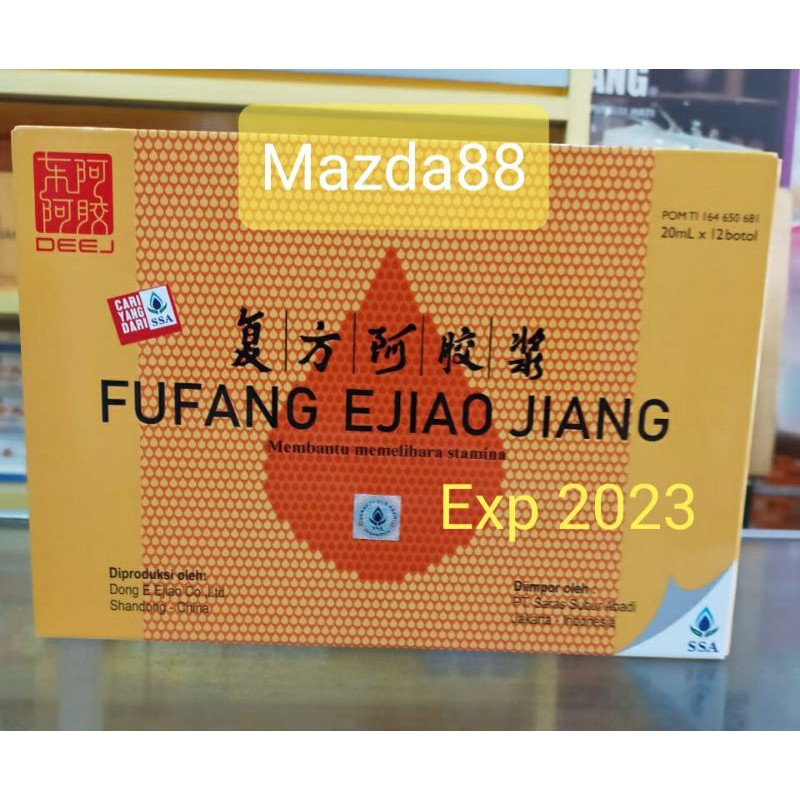 Mazda88
东阿
阿胶
DEEJ
POM TI 164 650 681
20mL x 12 botol
CARI
YANG
DARI
SSA
复方阿胶浆
FUFANG EJIAO JIANG
Membantu memelihara stamina
Exp 2023
Diproduksi oleh:
Dong E Ejiao Co.,Ltd.
Shandong - China
Diimpor oleh :
PT Saras Subur Abadi
Jakarta - Indonesia
SSA